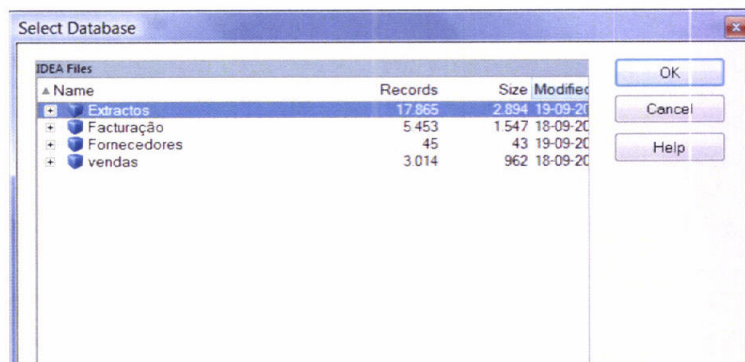 Select Database
IDEA Files
Name Records Size Modified
Extractos 17.865 2.894 19-09-20
Facturação 5.453 1.547 18-09-20
Fornecedores 45 43 19-09-20
vendas 3.014 962 18-09-20
OK
Cancel
Help